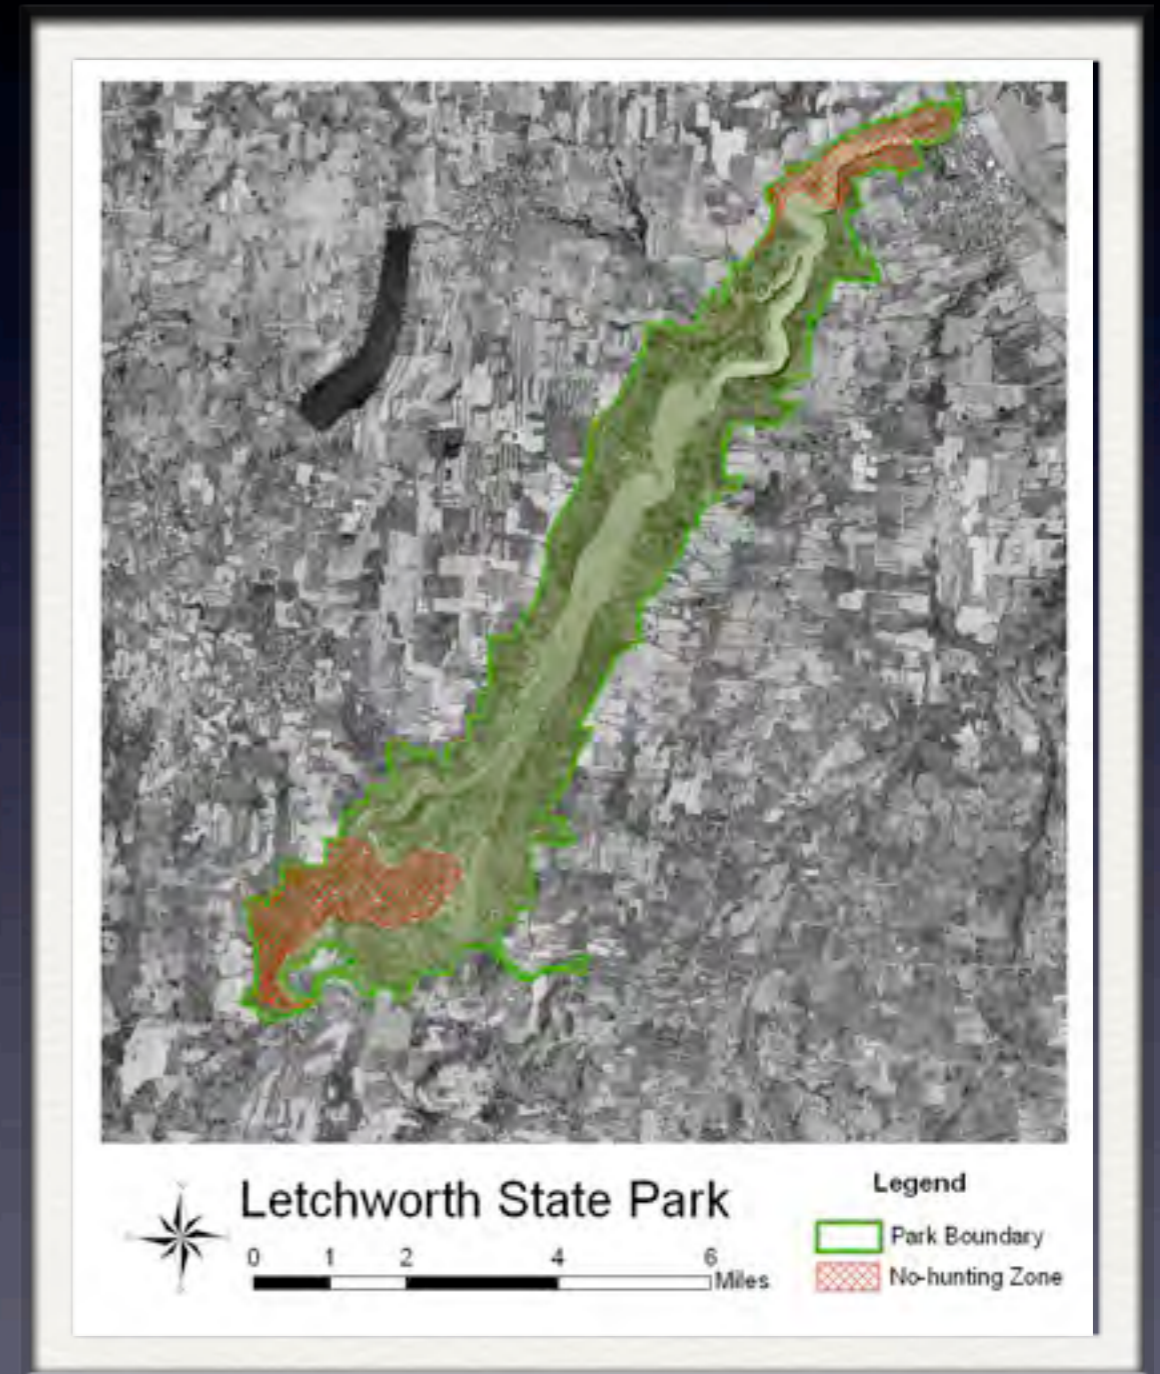 Letchworth State Park
0 1 2 4 6
Miles
Legend
Park Boundary
No-hunting Zone